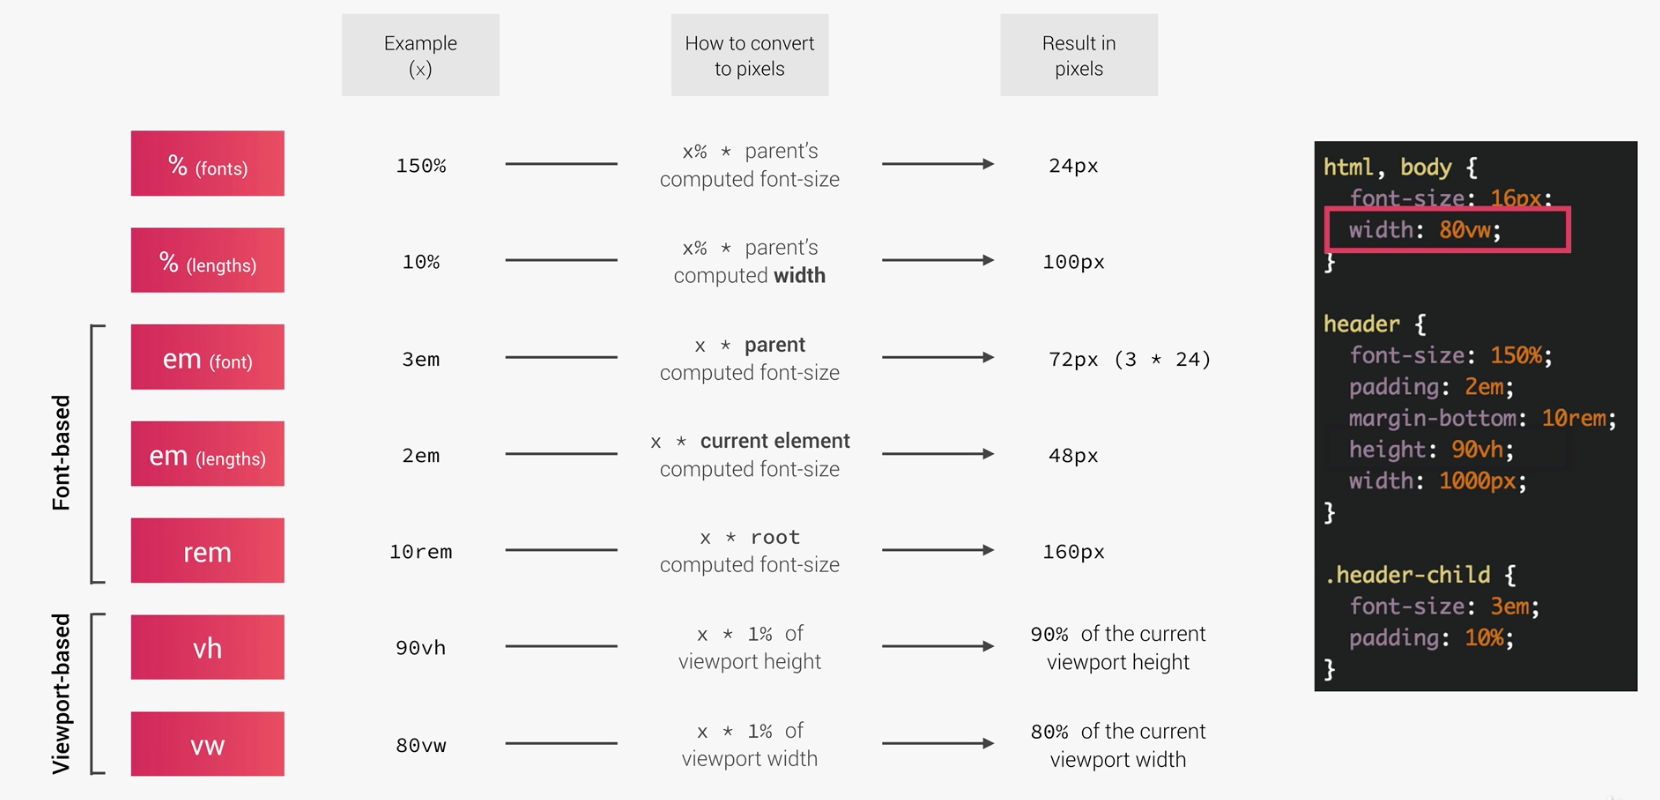 Example
(x)
How to convert
to pixels
Result in
pixels
% (fonts)
150%
x% * parent's
computed font-size
24px
% (lengths)
10%
x% * parent's
computed width
100px
Font-based
em (font)
3em
x * parent
computed font-size
72px (3 * 24)
em (lengths)
2em
x * current element
computed font-size
48px
rem
10rem
x * root
computed font-size
160px
Viewport-based
vh
90vh
x * 1% of
viewport height
90% of the current
viewport height
vw
80vw
x * 1% of
viewport width
80% of the current
viewport width
html, body {
font-size: 16px;
width: 80vw;
}
header {
font-size: 150%;
padding: 2em;
margin-bottom: 10rem;
height: 90vh;
width: 1000px;
}
.header-child {
font-size: 3em;
padding: 10%;
}